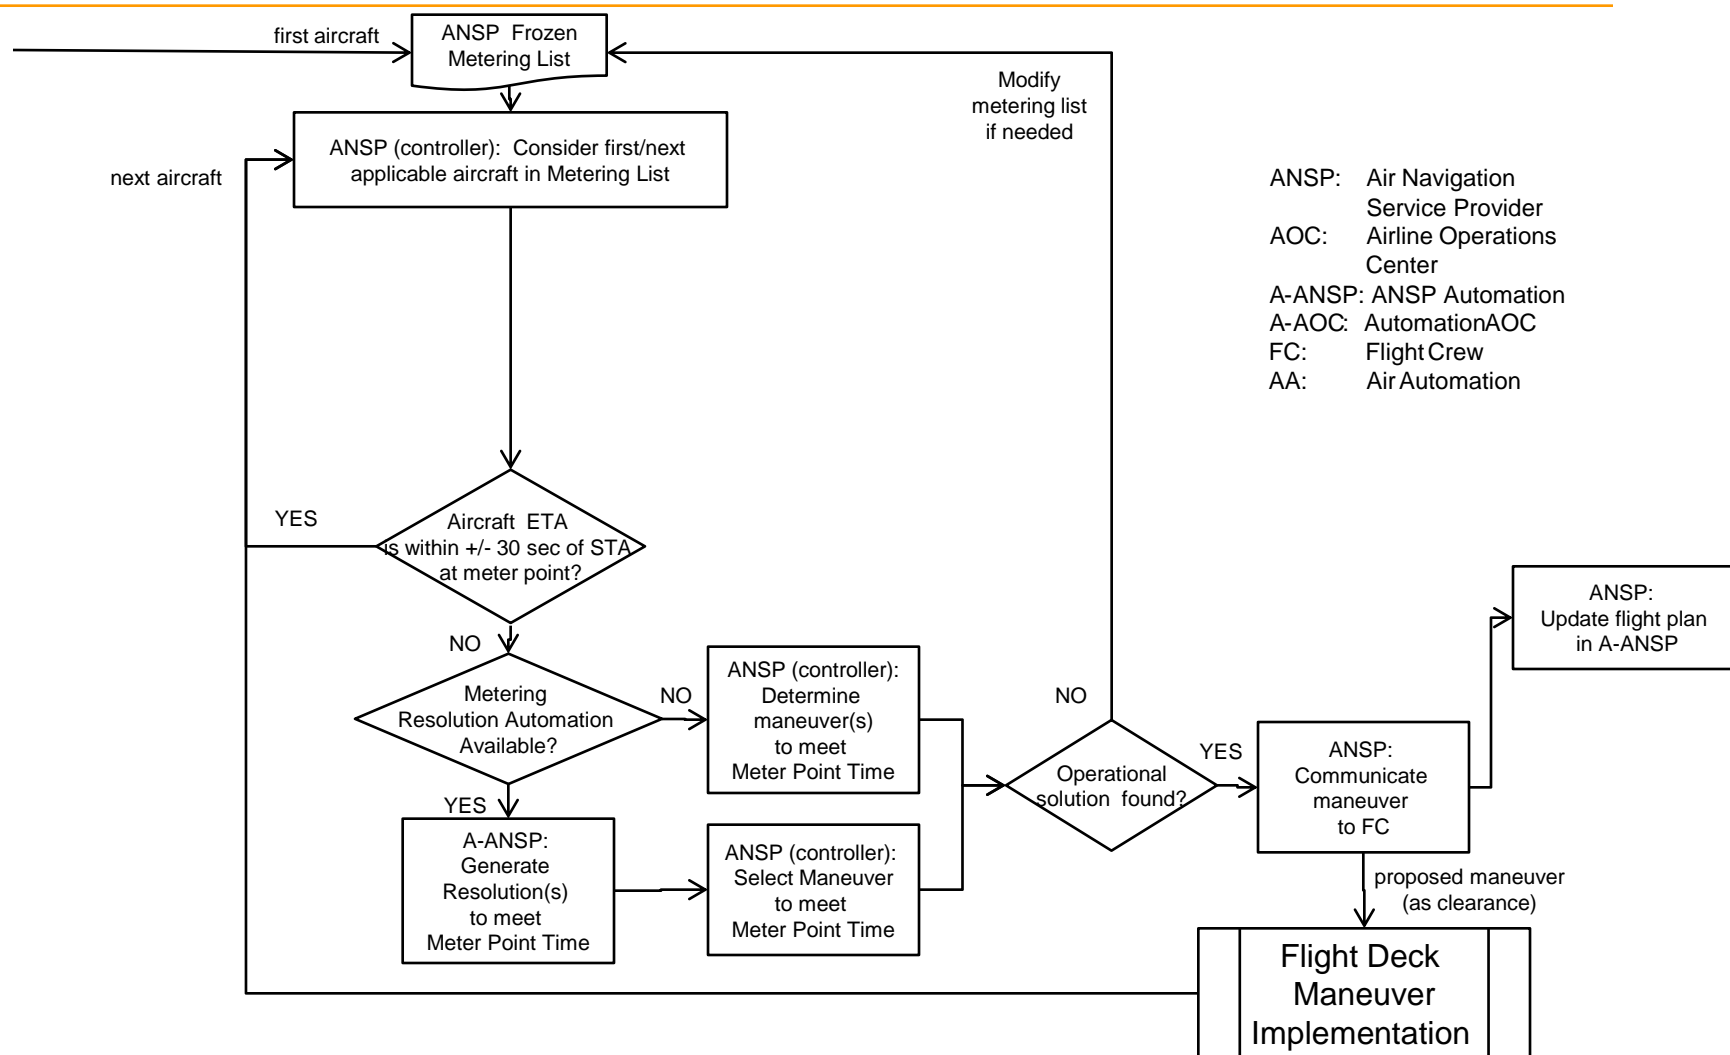 first aircraft
ANSP Frozen
Metering List
Modify
metering list
if needed
ANSP (controller): Consider first/next
applicable aircraft in Metering List
next aircraft
ANSP: Air Navigation
Service Provider
AOC: Airline Operations
Center
A-ANSP: ANSP Automation
A-AOC: AutomationAOC
FC: Flight Crew
AA: Air Automation
YES
Aircraft ETA
is within +/- 30 sec of STA
at meter point?
NO
Metering
Resolution Automation
Available?
NO
ANSP (controller):
Determine
maneuver(s)
to meet
Meter Point Time
YES
A-ANSP:
Generate
Resolution(s)
to meet
Meter Point Time
ANSP (controller):
Select Maneuver
to meet
Meter Point Time
NO
Operational
solution found?
YES
ANSP:
Communicate
maneuver
to FC
ANSP:
Update flight plan
in A-ANSP
proposed maneuver
(as clearance)
Flight Deck
Maneuver
Implementation